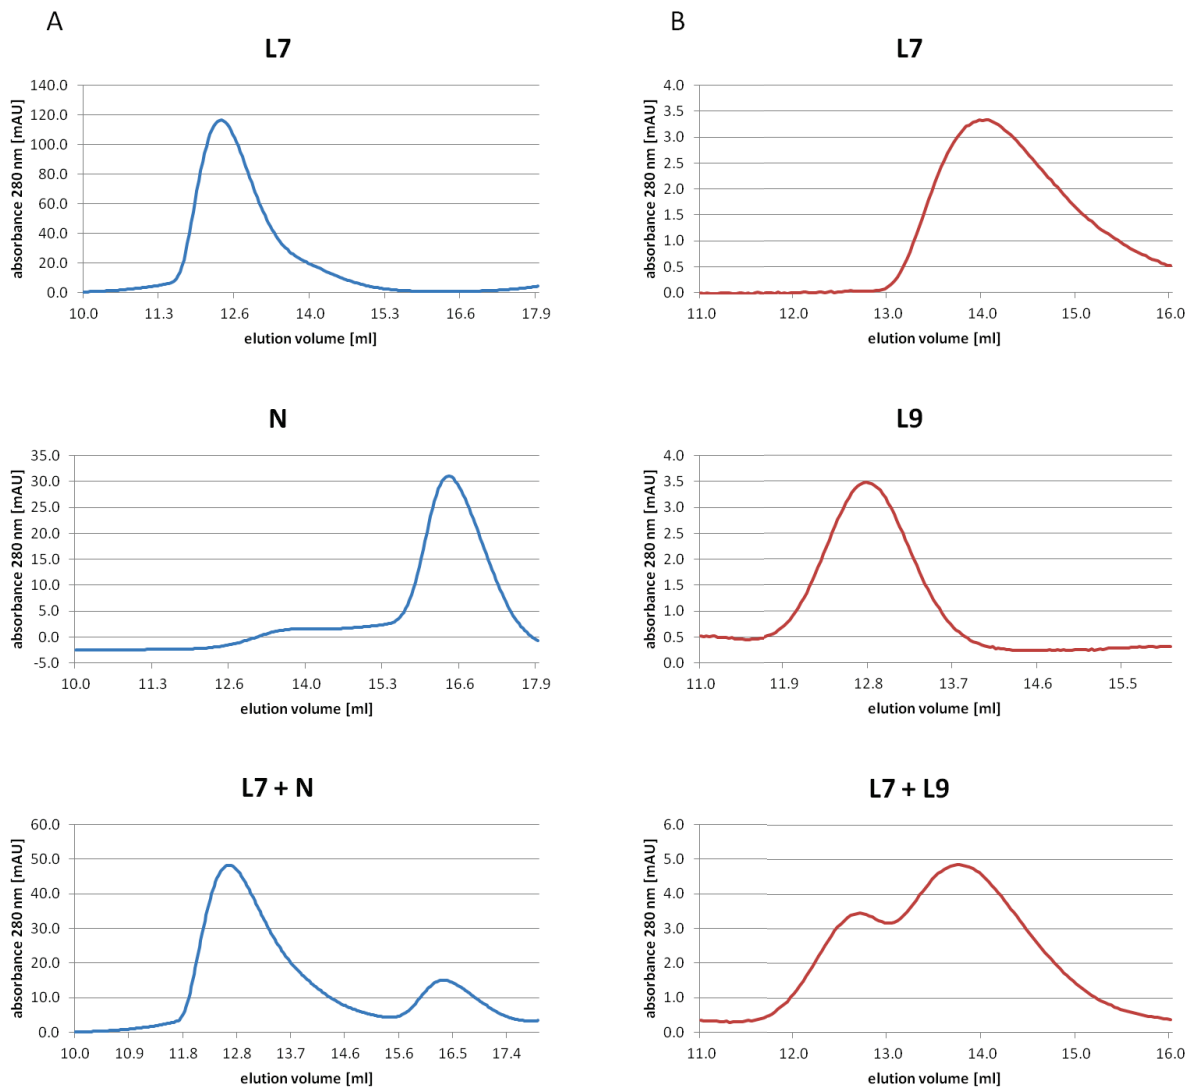 A
L7
absorbance 280 nm [mAU]
140.0
120.0
100.0
80.0
60.0
40.0
20.0
0.0
10.0 11.3 12.6 14.0 15.3 16.6 17.9
elution volume [ml]
N
absorbance 280 nm [mAU]
35.0
30.0
25.0
20.0
15.0
10.0
5.0
0.0
-5.0
10.0 11.3 12.6 14.0 15.3 16.6 17.9
elution volume [ml]
L7 + N
absorbance 280 nm [mAU]
60.0
50.0
40.0
30.0
20.0
10.0
0.0
10.0 10.9 11.8 12.8 13.7 14.6 15.6 16.5 17.4
elution volume [ml]
B
L7
absorbance 280 nm [mAU]
4.0
3.5
3.0
2.5
2.0
1.5
1.0
0.5
0.0
11.0 12.0 13.0 14.0 15.0 16.0
elution volume [ml]
L9
absorbance 280 nm [mAU]
4.0
3.5
3.0
2.5
2.0
1.5
1.0
0.5
0.0
11.0 11.9 12.8 13.7 14.6 15.5
elution volume [ml]
L7 + L9
absorbance 280 nm [mAU]
6.0
5.0
4.0
3.0
2.0
1.0
0.0
11.0 12.0 13.0 14.0 15.0 16.0
elution volume [ml]